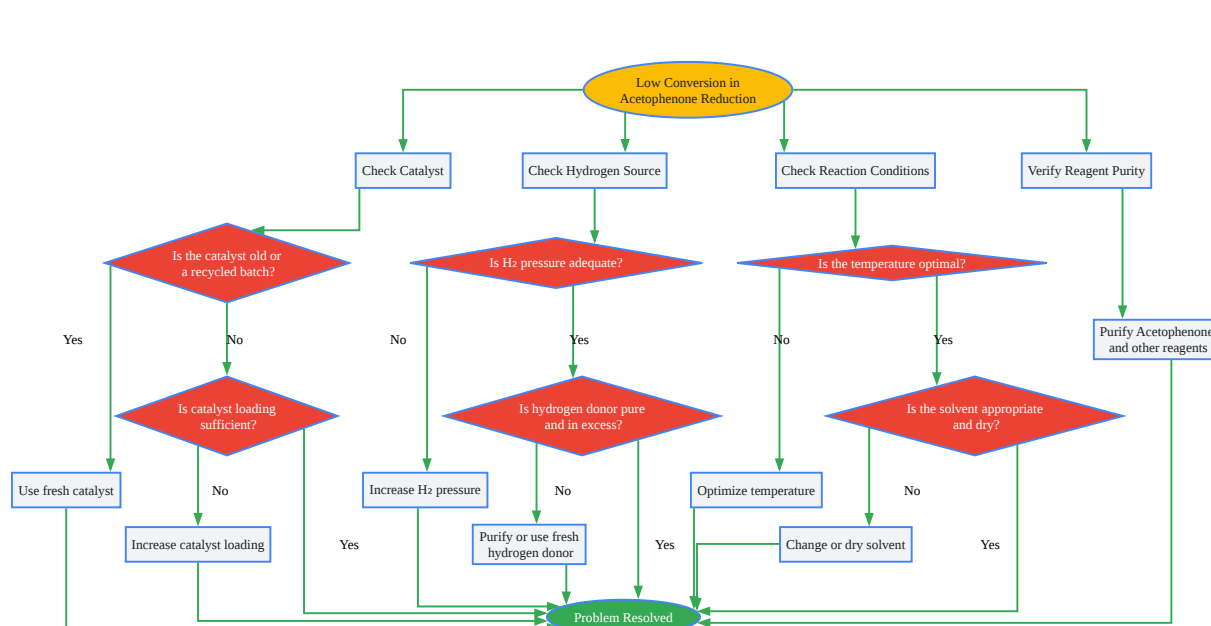 Low Conversion in
Acetophenone Reduction
Check Catalyst
Check Hydrogen Source
Check Reaction Conditions
Verify Reagent Purity
Is the catalyst old or
a recycled batch?
Is H₂ pressure adequate?
Is the temperature optimal?
Yes
No
No
Yes
No
Yes
Purify Acetophenone
and other reagents
Is catalyst loading
sufficient?
Is hydrogen donor pure
and in excess?
Is the solvent appropriate
and dry?
Use fresh catalyst
No
Increase H₂ pressure
No
Optimize temperature
No
Increase catalyst loading
Yes
Purify or use fresh
hydrogen donor
Yes
Change or dry solvent
Yes
Problem Resolved